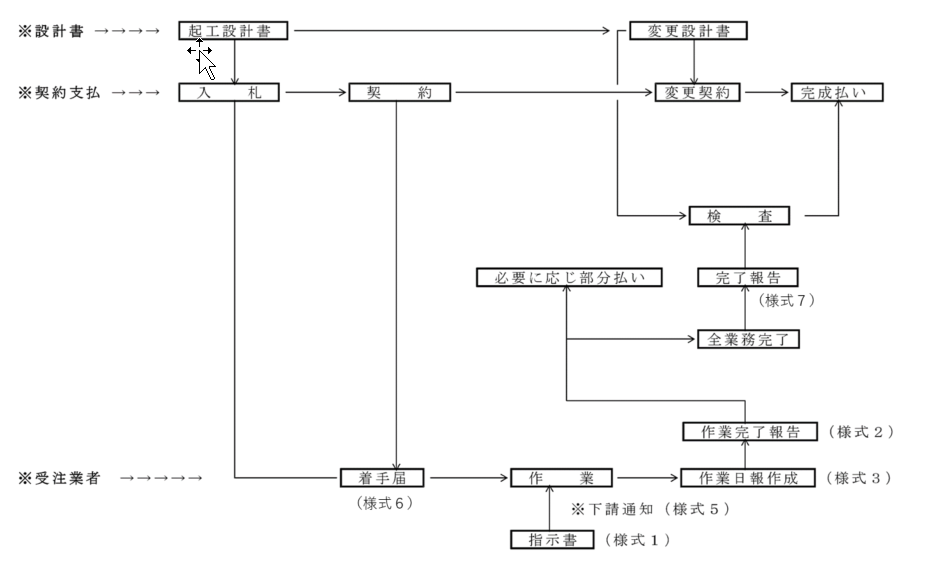 ※設計書 →→→→ 起工設計書 変更設計書
※契約支払 →→→ 入 札 契 約 変更契約 完成払い
検 査
必要に応じ部分払い 完了報告
(様式7)
全業務完了
作業完了報告 (様式2)
※受注業者 →→→→→ 着手届 作 業 作業日報作成 (様式3)
(様式6)
※下請通知(様式5)
指示書 (様式1)